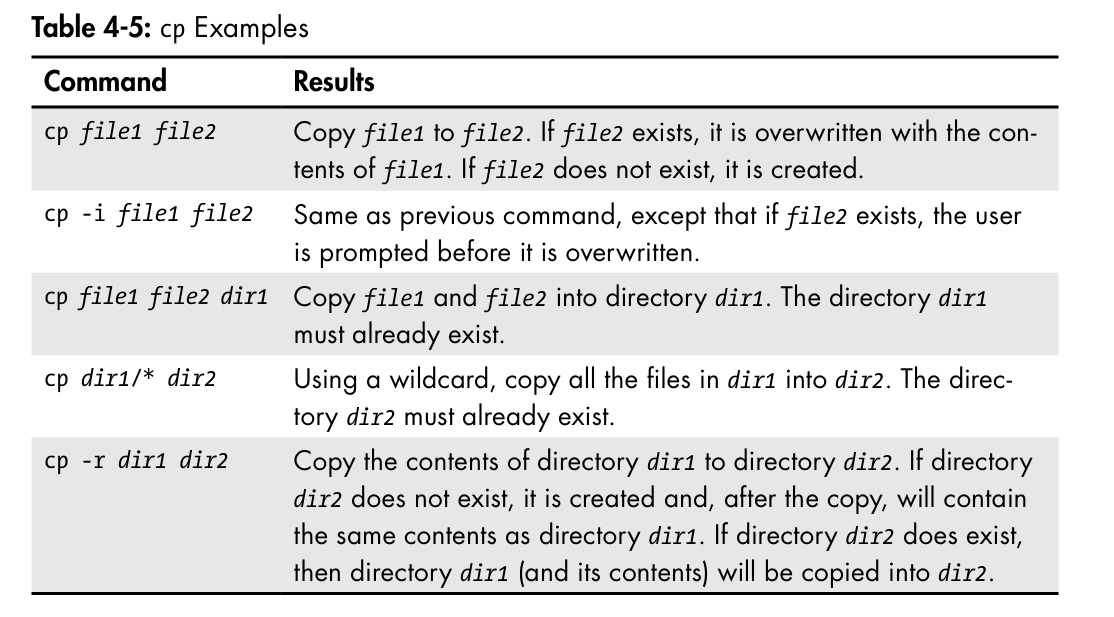 Table 4-5: cp Examples
Command Results
cp file1 file2 Copy file1 to file2. If file2 exists, it is overwritten with the con-
tents of file1. If file2 does not exist, it is created.
cp -i file1 file2 Same as previous command, except that if file2 exists, the user
is prompted before it is overwritten.
cp file1 file2 dir1 Copy file1 and file2 into directory dir1. The directory dir1
must already exist.
cp dir1/* dir2 Using a wildcard, copy all the files in dir1 into dir2. The direc-
tory dir2 must already exist.
cp -r dir1 dir2 Copy the contents of directory dir1 to directory dir2. If directory
dir2 does not exist, it is created and, after the copy, will contain
the same contents as directory dir1. If directory dir2 does exist,
then directory dir1 (and its contents) will be copied into dir2.